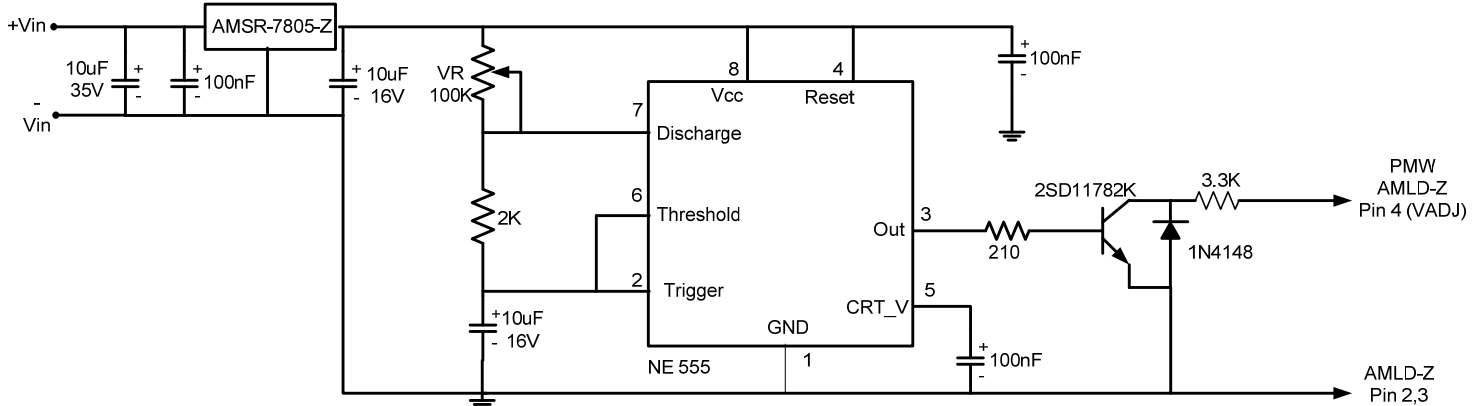 +Vin
AMSR-7805-Z
10uF
35V
+
-
+
-
100nF
+
-
10uF
16V
-
Vin
VR
100K
2K
+
-
10uF
16V
7
6
2
8
4
Vcc
Reset
Discharge
Threshold
Trigger
Out
CRT_V
GND
1
NE 555
3
5
+
-
100nF
+
-
100nF
210
2SD11782K
3.3K
1N4148
PMW
AMLD-Z
Pin 4 (VADJ)
AMLD-Z
Pin 2,3